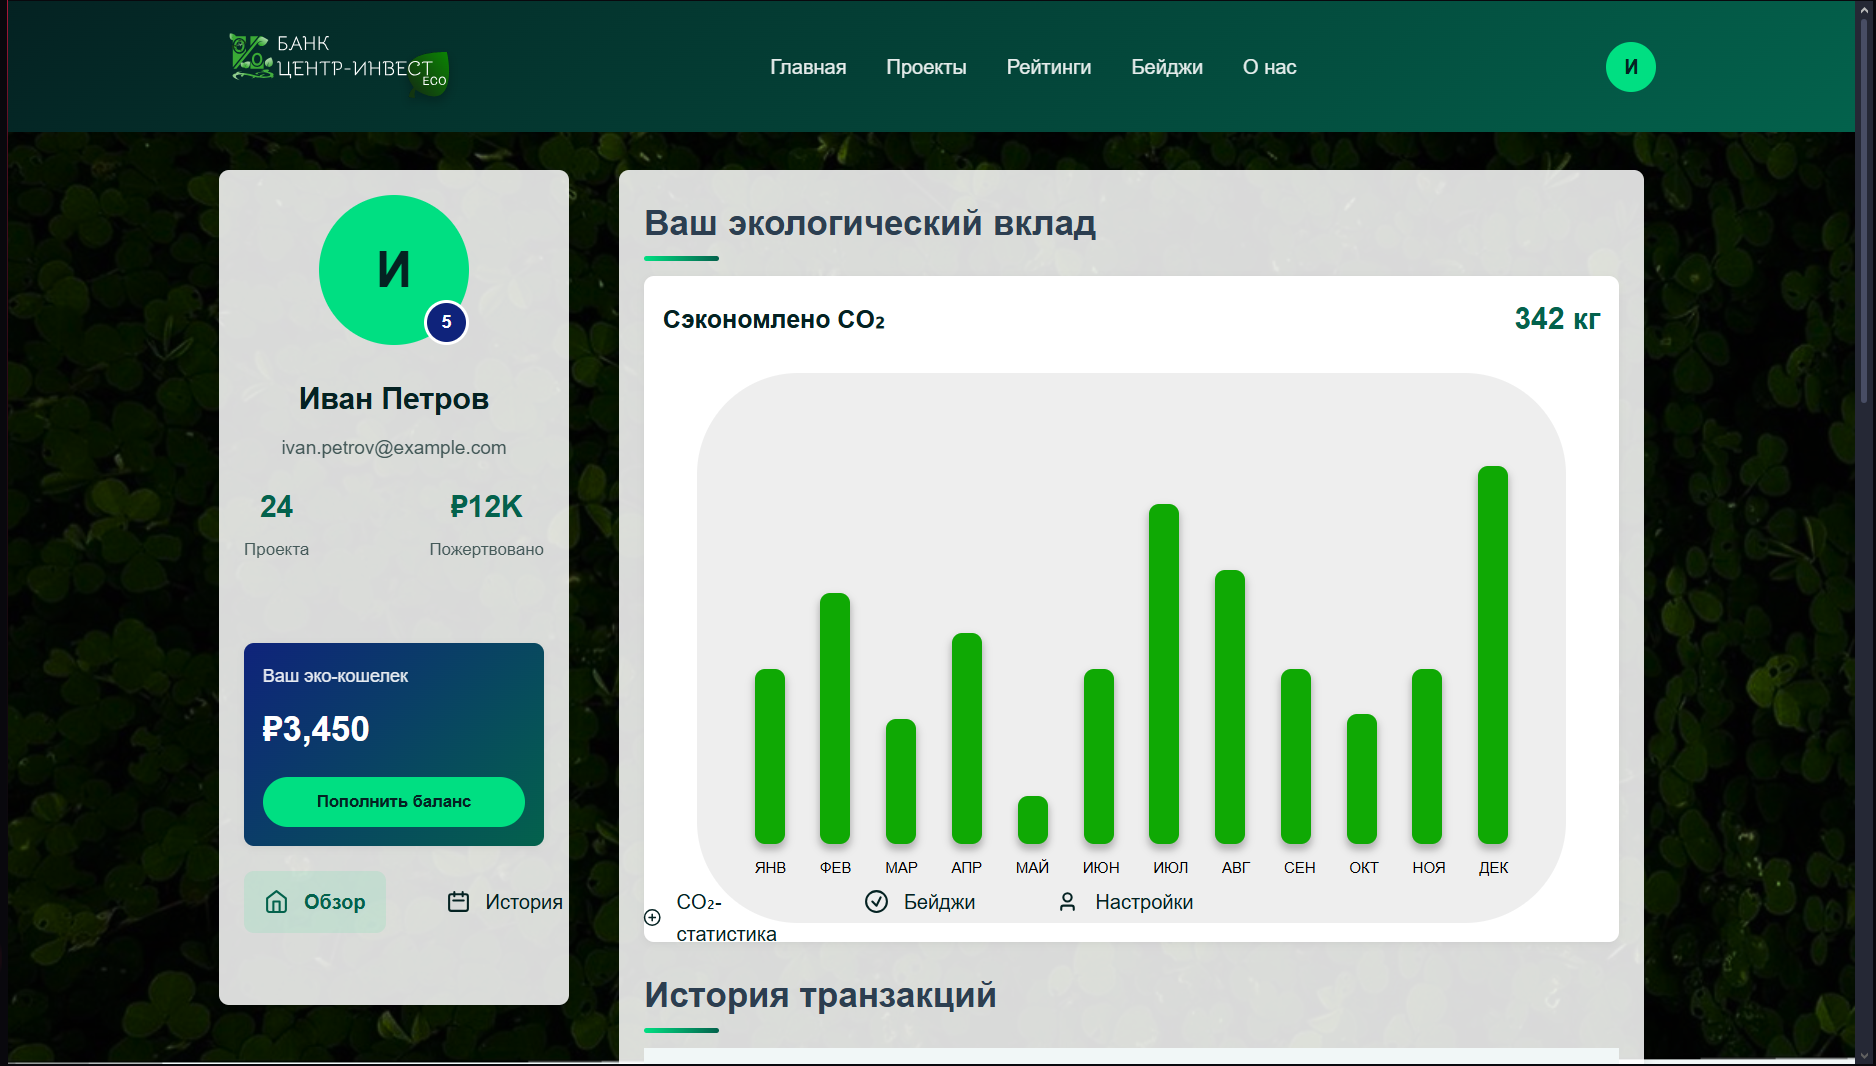 БАНК
ЦЕНТР-ИНВЕСТ
ECO
Главная
Проекты
Рейтинги
Бейджи
О нас
И
И
5
Иван Петров
ivan.petrov@example.com
24
Проекта
₽12K
Пожертвовано
Ваш эко-кошелек
₽3,450
Пополнить баланс
Обзор
История
CO₂-
статистика
Бейджи
Настройки
Ваш экологический вклад
Сэкономлено CO₂
342 кг
ЯНВ
ФЕВ
МАР
АПР
МАЙ
ИЮН
ИЮЛ
АВГ
СЕН
ОКТ
НОЯ
ДЕК
История транзакций